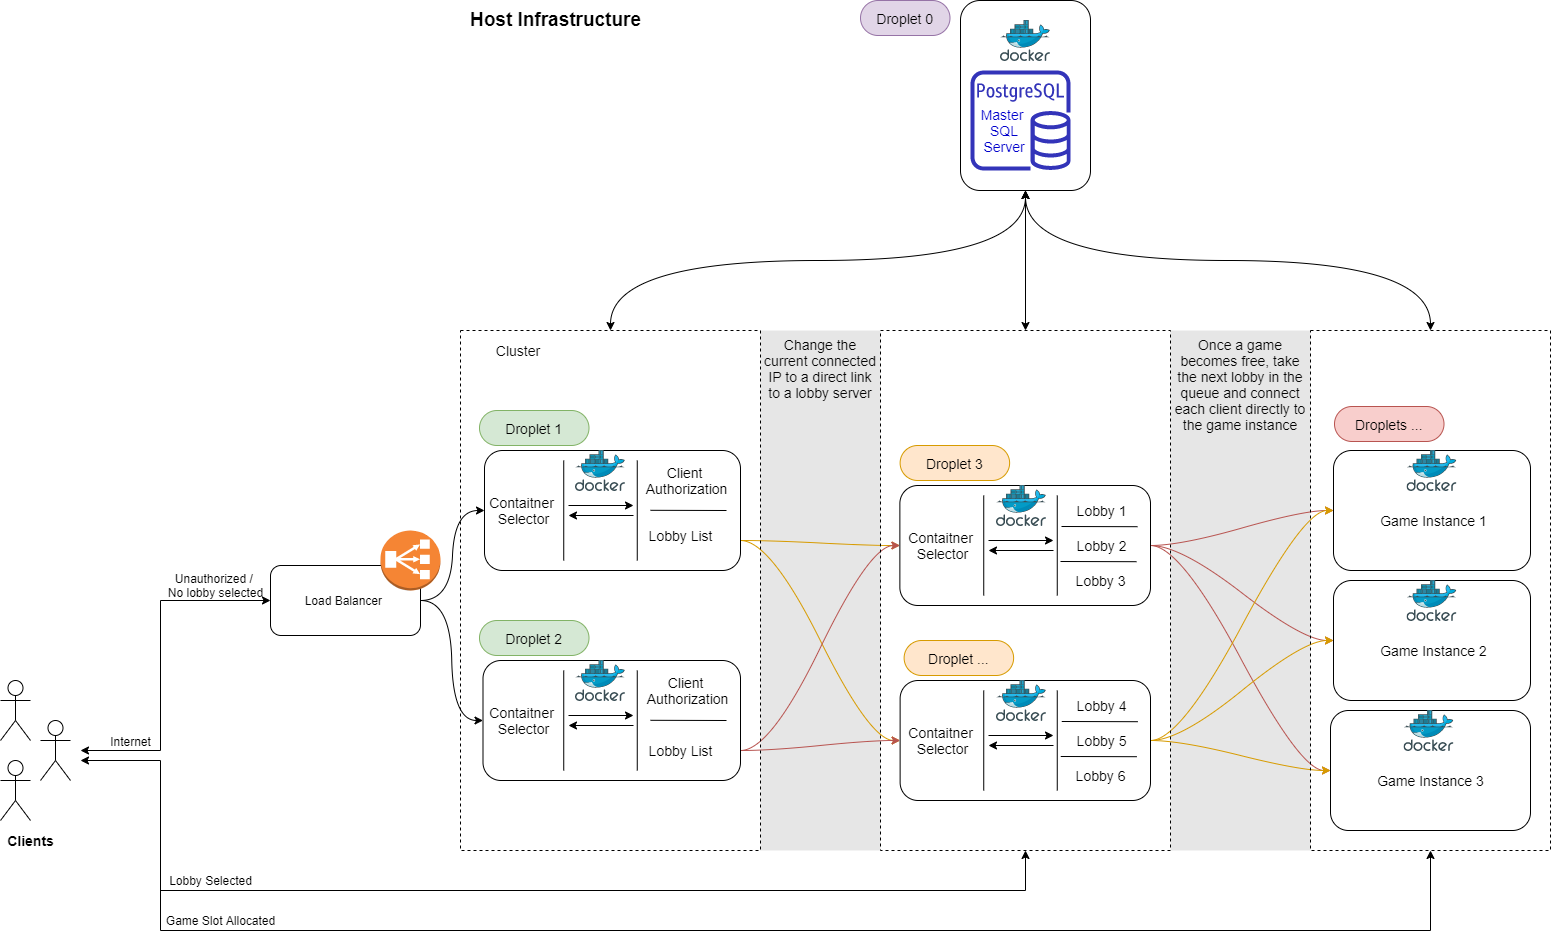 Host Infrastructure
Droplet 0
docker
PostgreSQL
Master
SQL
Server
Cluster
Change the
current connected
IP to a direct link
to a lobby server
Once a game
becomes free, take
the next lobby in the
queue and connect
each client directly to
the game instance
Droplet 1
docker
Contaitner
Selector
Client
Authorization
Lobby List
Droplet 2
docker
Contaitner
Selector
Client
Authorization
Lobby List
Droplet 3
docker
Contaitner
Selector
Lobby 1
Lobby 2
Lobby 3
Droplet ...
docker
Contaitner
Selector
Lobby 4
Lobby 5
Lobby 6
Droplets ...
docker
Game Instance 1
docker
Game Instance 2
docker
Game Instance 3
Unauthorized /
No lobby selected
Load Balancer
Internet
Clients
Lobby Selected
Game Slot Allocated